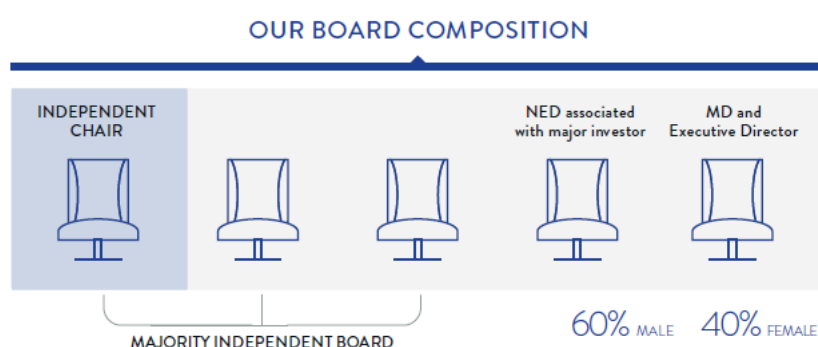 OUR BOARD COMPOSITION
INDEPENDENT
CHAIR
NED associated
with major investor
MD and
Executive Director
MAJORITY INDEPENDENT BOARD
60% MALE
40% FEMALE